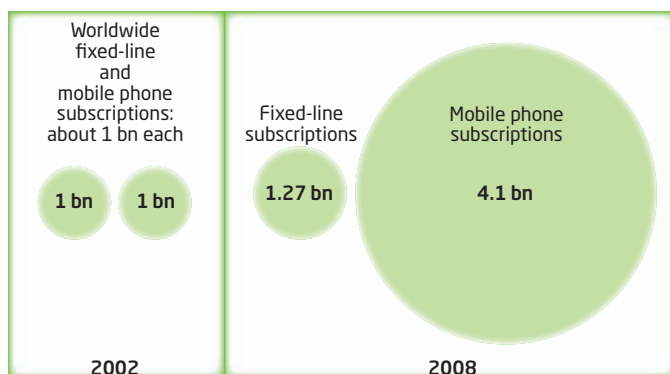 Worldwide
fixed-line
and
mobile phone
subscriptions:
about 1 bn each
1 bn
1 bn
2002
Fixed-line
subscriptions
1.27 bn
Mobile phone
subscriptions
4.1 bn
2008